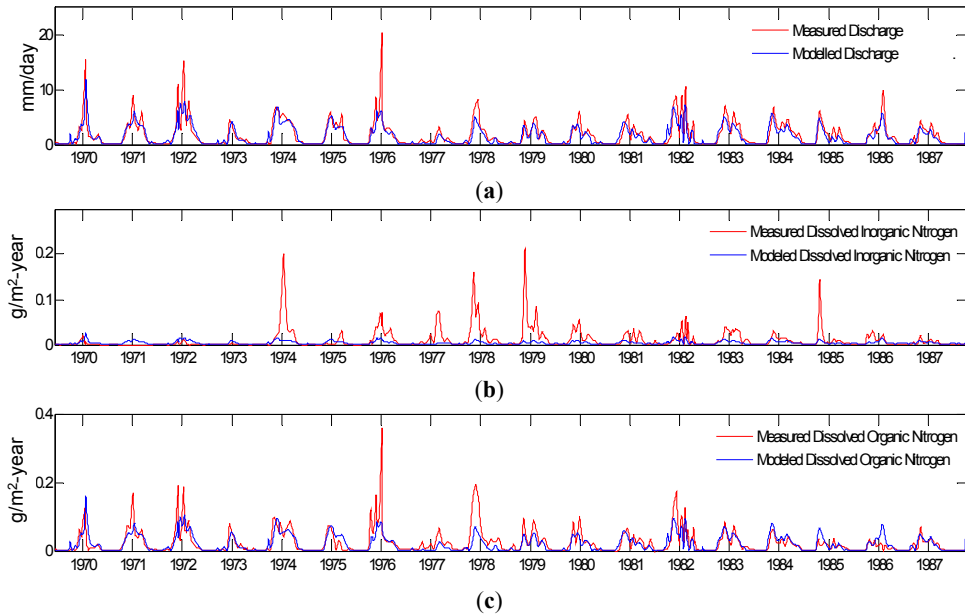 Measured Discharge
Modelled Discharge
mm/day
20
10
0
1970 1971 1972 1973 1974 1975 1976 1977 1978 1979 1980 1981 1982 1983 1984 1985 1986 1987
(a)
Measured Dissolved Inorganic Nitrogen
Modeled Dissolved Inorganic Nitrogen
g/m²-year
0.2
0.1
0
1970 1971 1972 1973 1974 1975 1976 1977 1978 1979 1980 1981 1982 1983 1984 1985 1986 1987
(b)
Measured Dissolved Organic Nitrogen
Modeled Dissolved Organic Nitrogen
g/m²-year
0.4
0.2
0
1970 1971 1972 1973 1974 1975 1976 1977 1978 1979 1980 1981 1982 1983 1984 1985 1986 1987
(c)